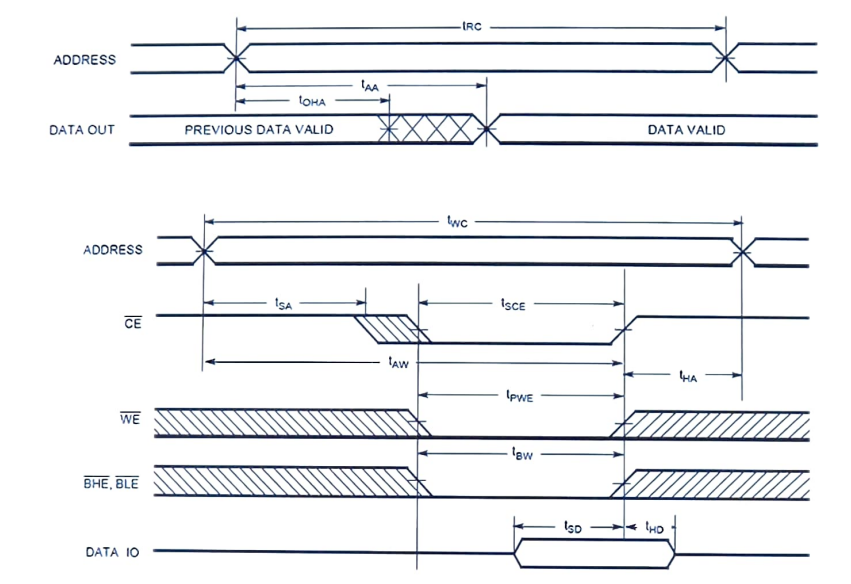 tRC
ADDRESS
tAA
tOHA
DATA OUT PREVIOUS DATA VALID DATA VALID
tWC
ADDRESS
tSA tSCE
CE
tAW
tHA
tPWE
WE
tBW
BHE, BLE
tSD tHD
DATA IO